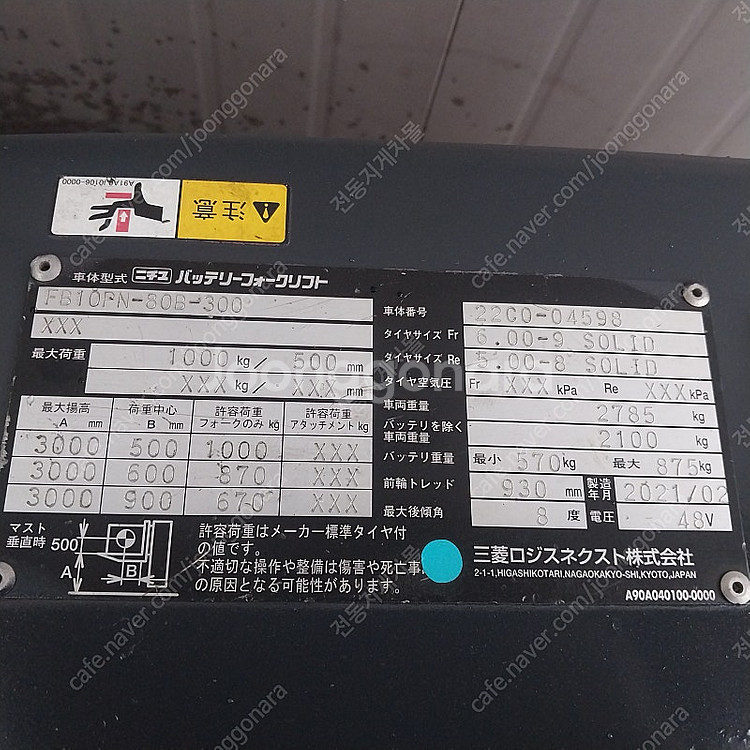 A91A0J0106-0000
注意
車体型式 ニチユ バッテリーフォークリフト
FB10PN-80B-300
XXX
最大荷重 1000 kg / 500 mm
XXX kg / XXX mm
最大揚高 A mm 荷重中心 B mm 許容荷重 フォークのみ kg 許容荷重 アタッチメント kg
3000 500 1000 XXX
3000 600 870 XXX
3000 900 670 XXX
マスト
垂直時 500
A
B
許容荷重はメーカー標準タイヤ付
の値です。
不適切な操作や整備は傷害や死亡事
の原因となる可能性があります。
車体番号 22C0-04598
タイヤサイズ Fr 6.00-9 SOLID
タイヤサイズ Re 5.00-8 SOLID
タイヤ空気圧 Fr XXX kPa Re XXX kPa
車両重量 2785 kg
バッテリを除く
車両重量 2100 kg
バッテリ重量 最小 570 kg 最大 875 kg
前輪トレッド 930 mm 製造年月 2021/02
最大後傾角 8 度 電圧 48 V
三菱ロジスネクスト株式会社
2-1-1,HIGASHIKOTARI,NAGAOKAKYO-SHI,KYOTO,JAPAN
A90A040100-0000
joonggonara
전동지게차몰
cafe.naver.com/joonggonara